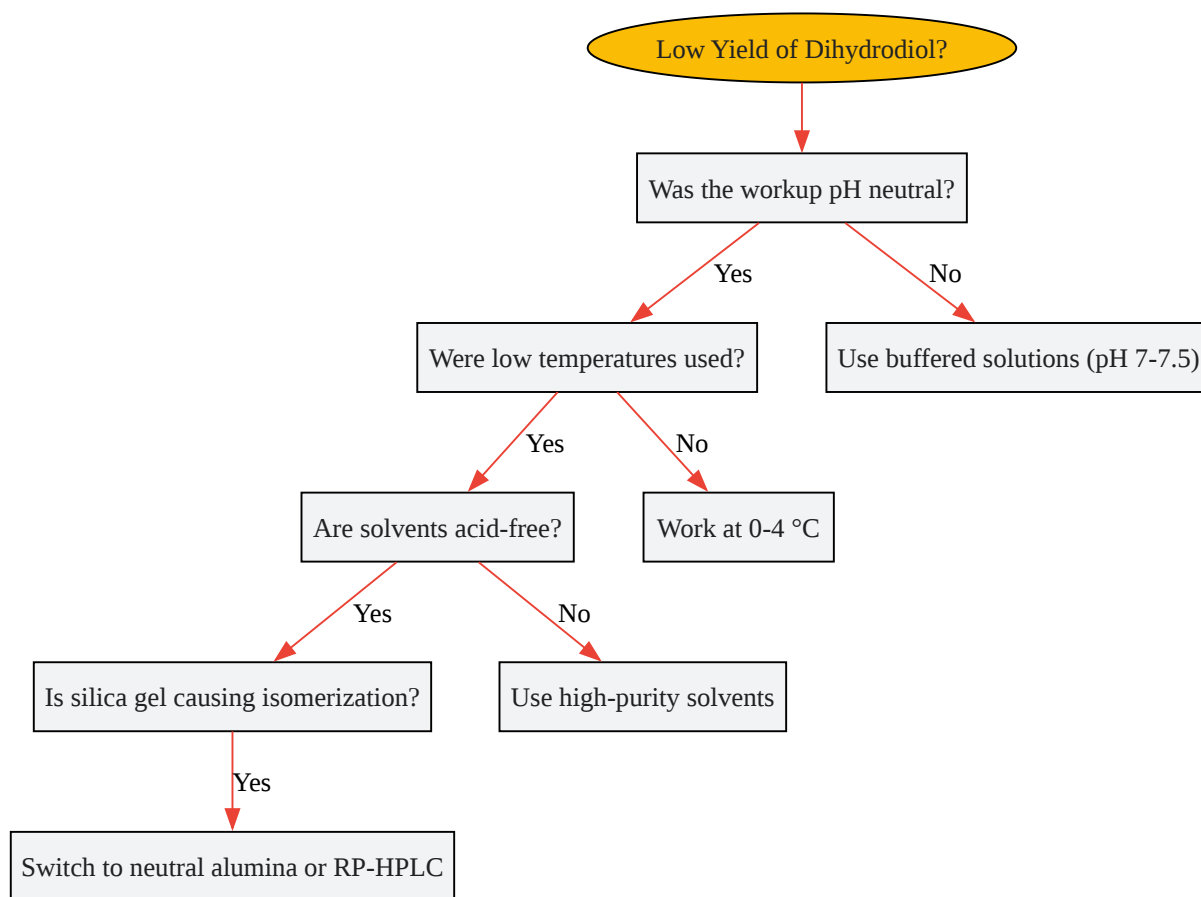 Low Yield of Dihydrodiol?
Was the workup pH neutral?
Yes
No
Were low temperatures used?
Use buffered solutions (pH 7-7.5)
Yes
No
Are solvents acid-free?
Work at 0-4 °C
Yes
No
Is silica gel causing isomerization?
Use high-purity solvents
Yes
Switch to neutral alumina or RP-HPLC